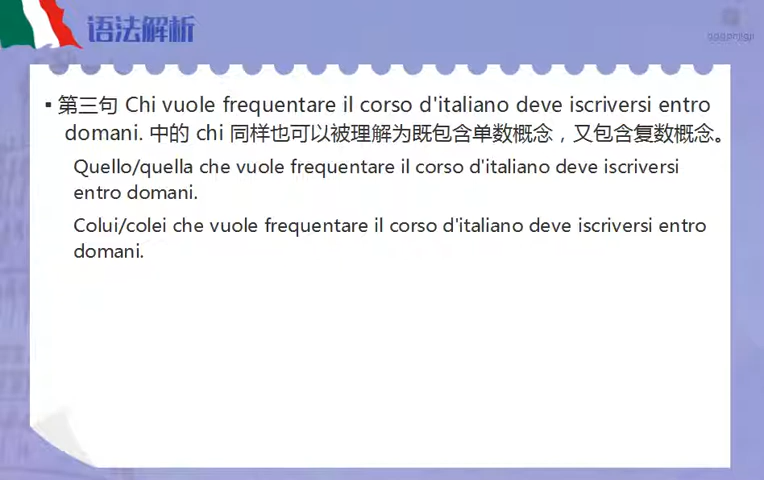 语法解析
▪ 第三句 Chi vuole frequentare il corso d'italiano deve iscriversi entro
domani. 中的 chi 同样也可以被理解为既包含单数概念，又包含复数概念。
Quello/quella che vuole frequentare il corso d'italiano deve iscriversi
entro domani.
Colui/colei che vuole frequentare il corso d'italiano deve iscriversi entro
domani.